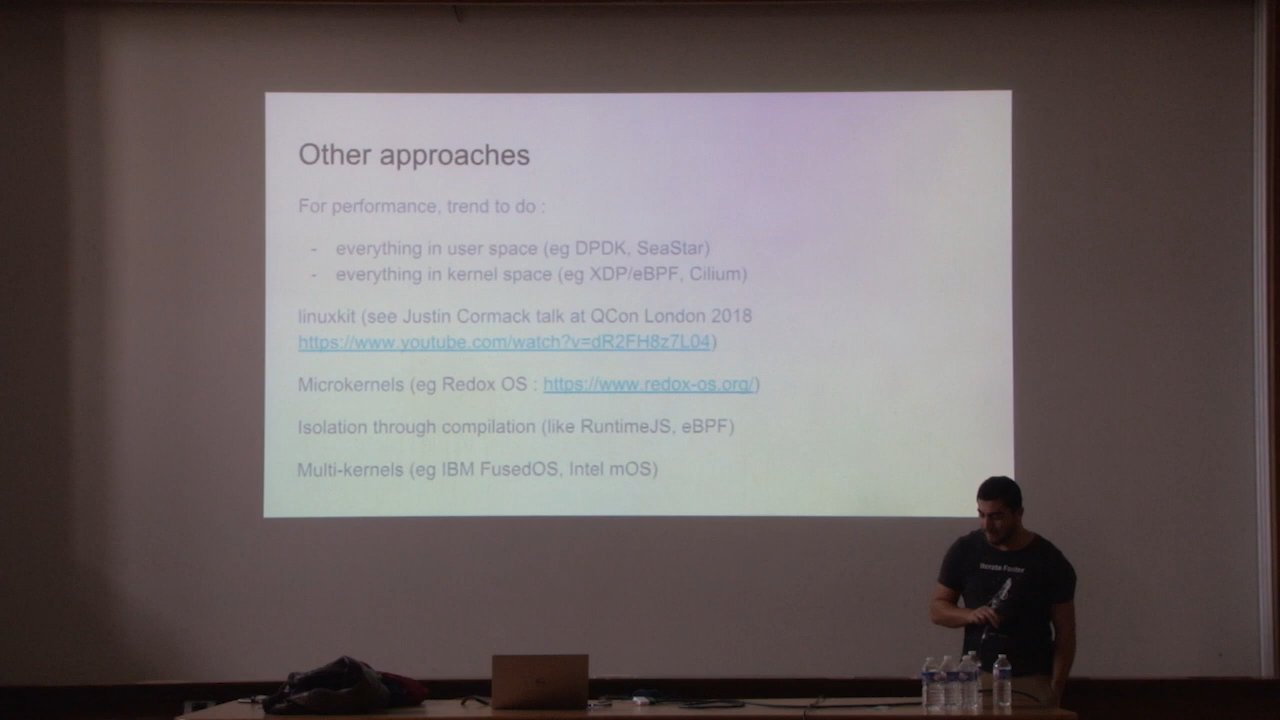 Other approaches
For performance, trend to do :
- everything in user space (eg DPDK, SeaStar)
- everything in kernel space (eg XDP/eBPF, Cilium)
linuxkit (see Justin Cormack talk at QCon London 2018
https://www.youtube.com/watch?v=dR2FH8z7L04)
Microkernels (eg Redox OS : https://www.redox-os.org/)
Isolation through compilation (like RuntimeJS, eBPF)
Multi-kernels (eg IBM FusedOS, Intel mOS)
Iterate Faster